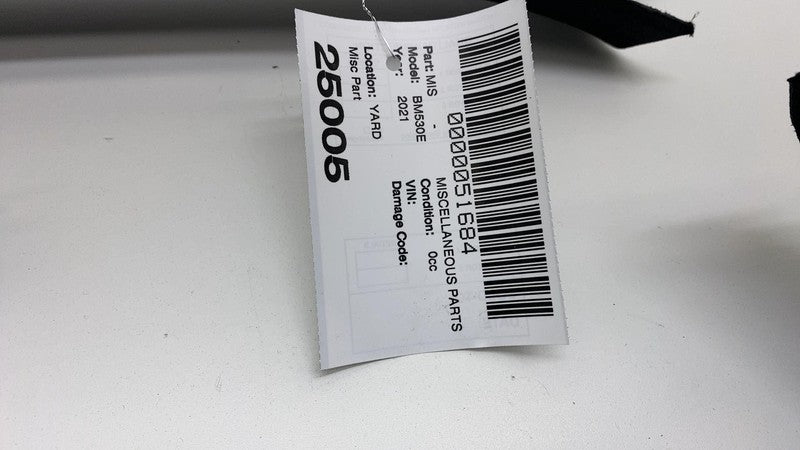 0000051684
Part: MIS - MISCELLANEOUS PARTS
Model: BM530E Condition: 0cc
Year: 2021 VIN:
Damage Code:
Location: YARD
Misc Part
25005